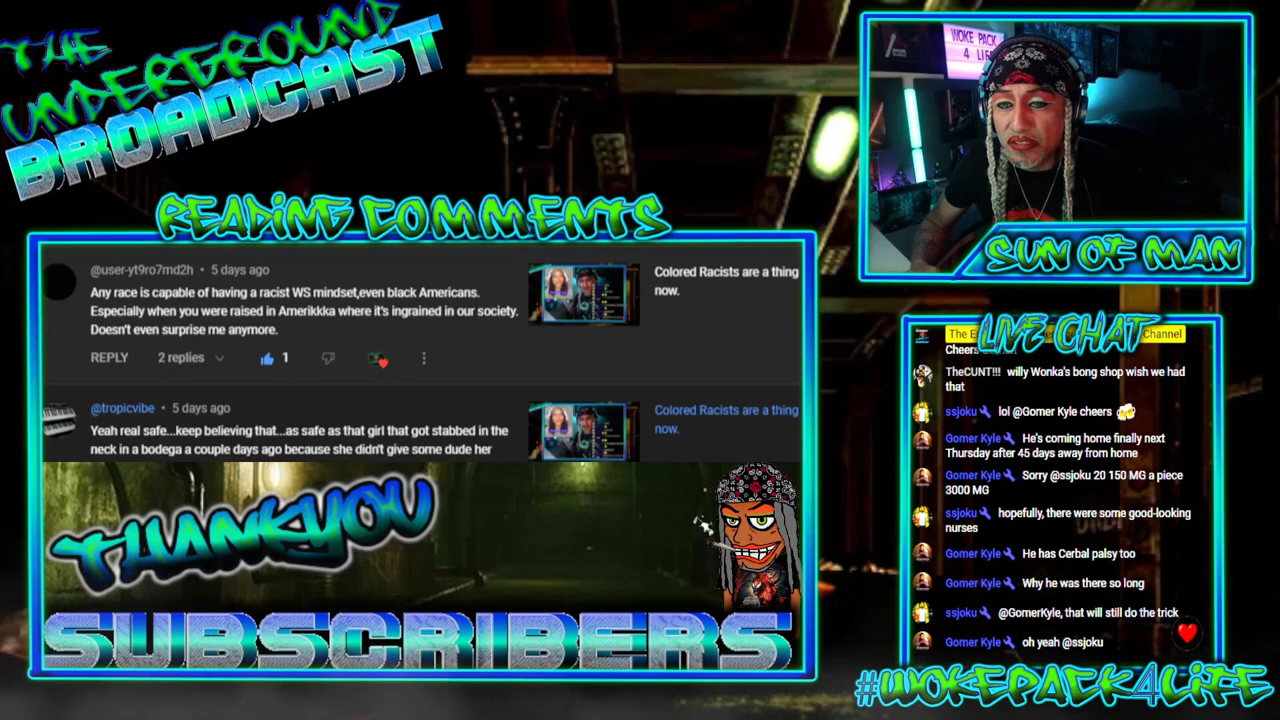 THE
UNDERGROUND
BROADCAST
WOKE PACK
4 LIFE
SUN OF MAN
READING COMMENTS
@user-yt9ro7md2h • 5 days ago
Any race is capable of having a racist WS mindset,even black Americans.
Especially when you were raised in Amerikkka where it's ingrained in our society.
Doesn't even surprise me anymore.
REPLY 2 replies 1
Colored Racists are a thing
now.
@tropicvibe • 5 days ago
Yeah real safe...keep believing that...as safe as that girl that got stabbed in the
neck in a bodega a couple days ago because she didn't give some dude her
Colored Racists are a thing
now.
THANKYOU
SUBSCRIBERS
LIVE CHAT
The Channel
Cheers
TheCUNT!!! willy Wonka's bong shop wish we had
that
ssjoku lol @Gomer Kyle cheers 🍻
Gomer Kyle He's coming home finally next
Thursday after 45 days away from home
Gomer Kyle Sorry @ssjoku 20 150 MG a piece
3000 MG
ssjoku hopefully, there were some good-looking
nurses
Gomer Kyle He has Cerbal palsy too
Gomer Kyle Why he was there so long
ssjoku @GomerKyle, that will still do the trick
Gomer Kyle oh yeah @ssjoku
#WOKEPACK4LIFE